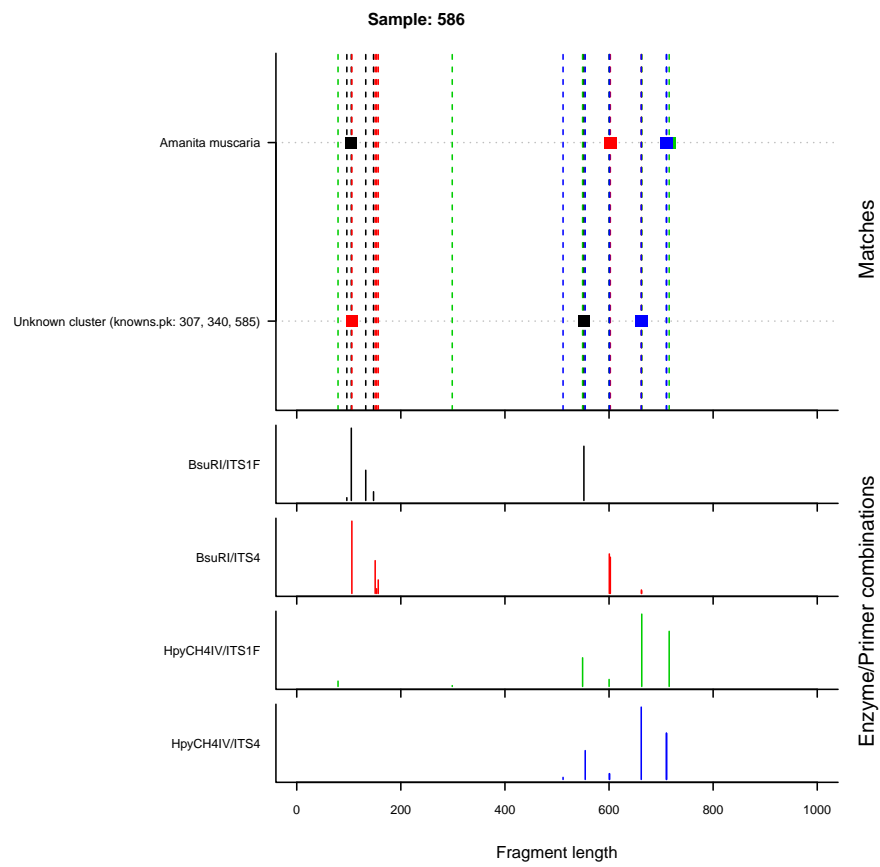 Sample: 586
Amanita muscaria
Unknown cluster (knowns.pk: 307, 340, 585)
Matches
BsuRI/ITS1F
BsuRI/ITS4
HpyCH4IV/ITS1F
HpyCH4IV/ITS4
Enzyme/Primer combinations
0 200 400 600 800 1000
Fragment length